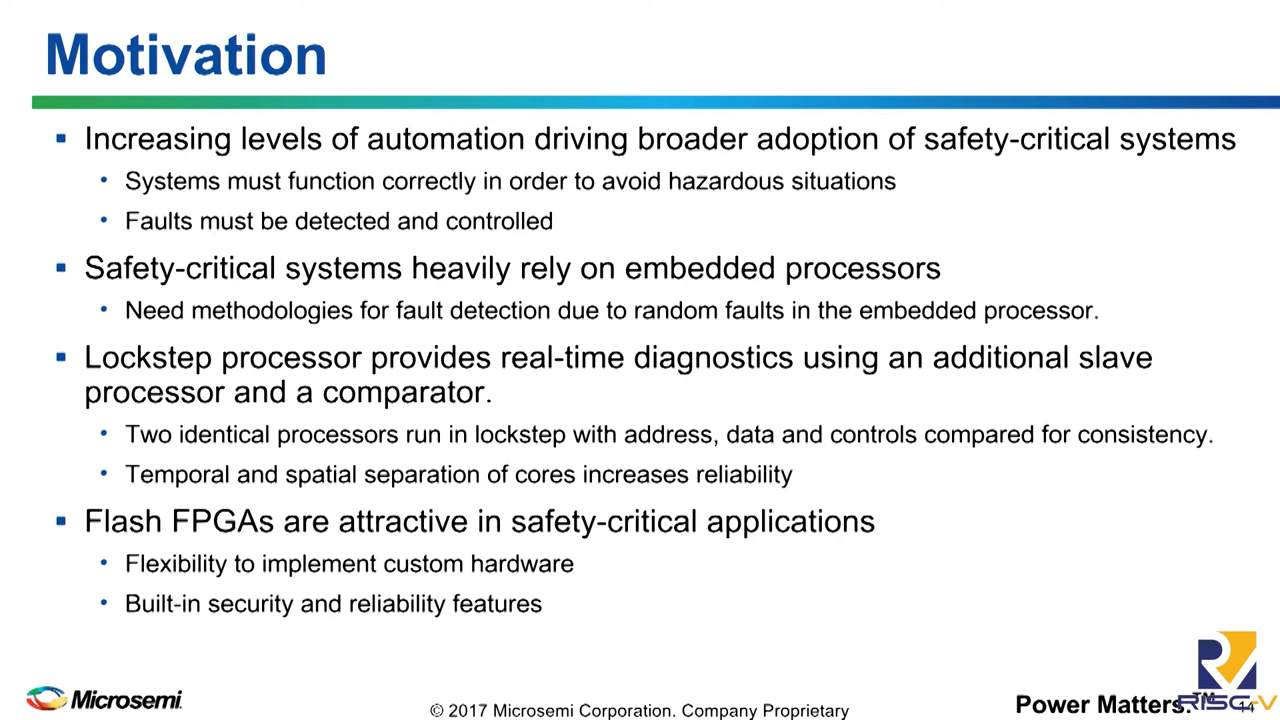 Motivation
Increasing levels of automation driving broader adoption of safety-critical systems
Systems must function correctly in order to avoid hazardous situations
Faults must be detected and controlled
Safety-critical systems heavily rely on embedded processors
Need methodologies for fault detection due to random faults in the embedded processor.
Lockstep processor provides real-time diagnostics using an additional slave
processor and a comparator.
Two identical processors run in lockstep with address, data and controls compared for consistency.
Temporal and spatial separation of cores increases reliability
Flash FPGAs are attractive in safety-critical applications
Flexibility to implement custom hardware
Built-in security and reliability features
Microsemi.
© 2017 Microsemi Corporation. Company Proprietary
Power Matters.™
14
RISC-V